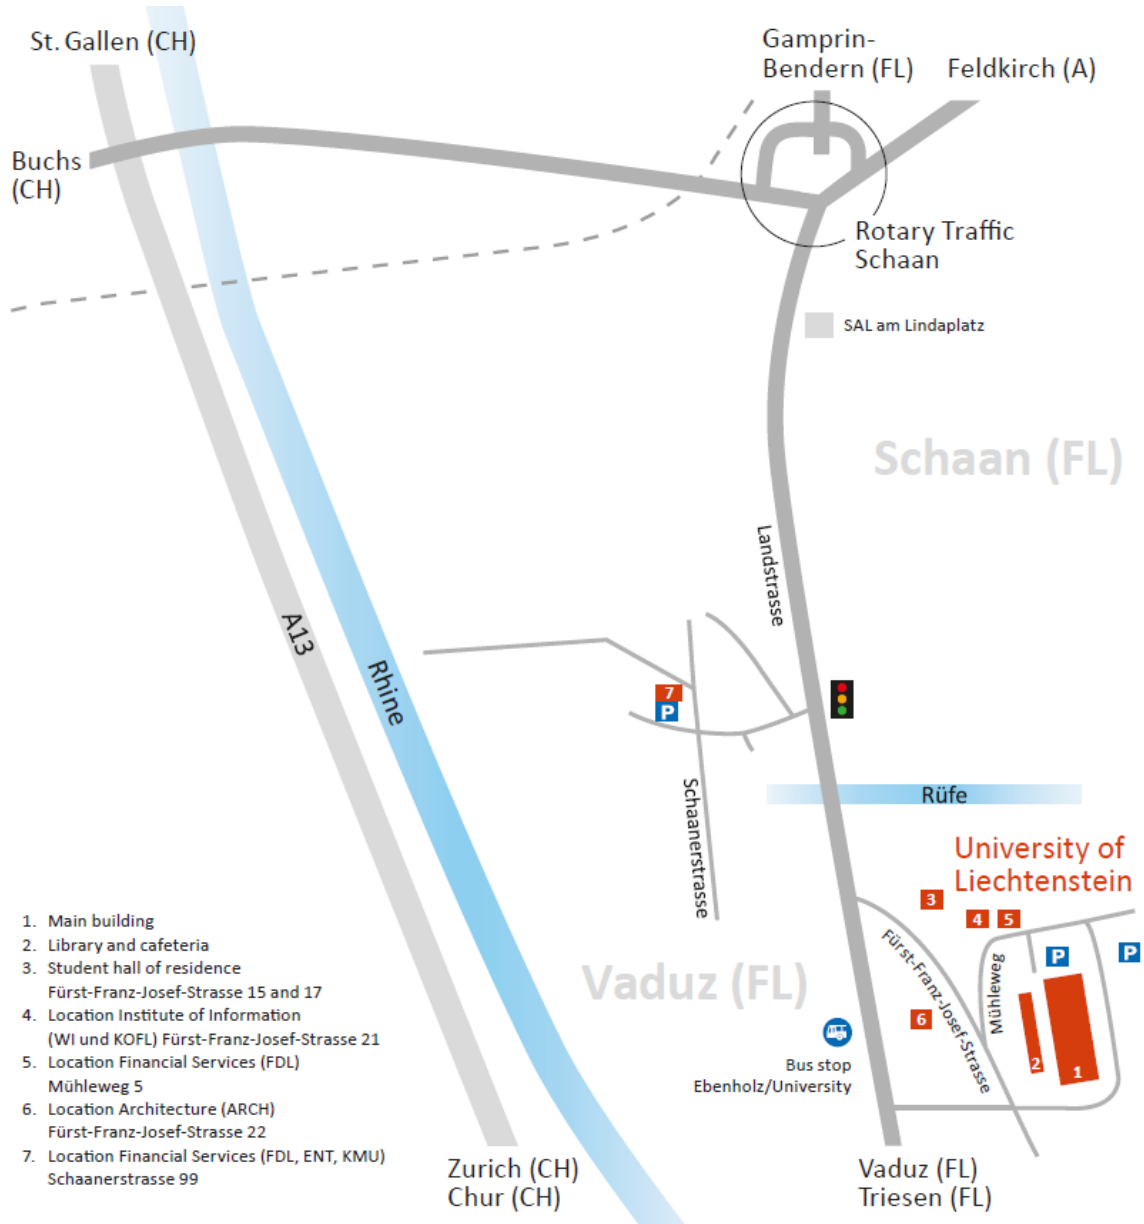 St. Gallen (CH)
Gamprin-
Bendern (FL)
Feldkirch (A)
Buchs
(CH)
Rotary Traffic
Schaan
SAL am Lindaplatz
Schaan (FL)
Landstrasse
A13
Rhine
7
P
Schaanerstrasse
Rüfe
University of
Liechtenstein
3
4
5
P
P
Fürst-Franz-Josef-Strasse
Mühleweg
Vaduz (FL)
6
2
1
Bus stop
Ebenholz/University
1. Main building
2. Library and cafeteria
3. Student hall of residence
Fürst-Franz-Josef-Strasse 15 and 17
4. Location Institute of Information
(WI und KOFL) Fürst-Franz-Josef-Strasse 21
5. Location Financial Services (FDL)
Mühleweg 5
6. Location Architecture (ARCH)
Fürst-Franz-Josef-Strasse 22
7. Location Financial Services (FDL, ENT, KMU)
Schaanerstrasse 99
Zurich (CH)
Chur (CH)
Vaduz (FL)
Triesen (FL)